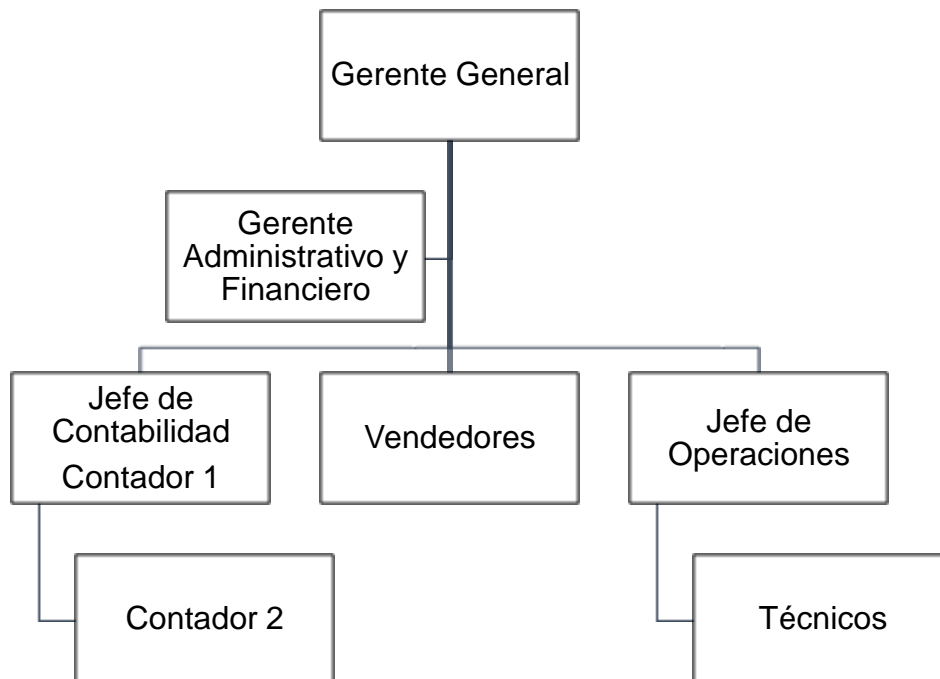 Gerente General
Gerente
Administrativo y
Financiero
Jefe de
Contabilidad
Contador 1
Vendedores
Jefe de
Operaciones
Contador 2
Técnicos